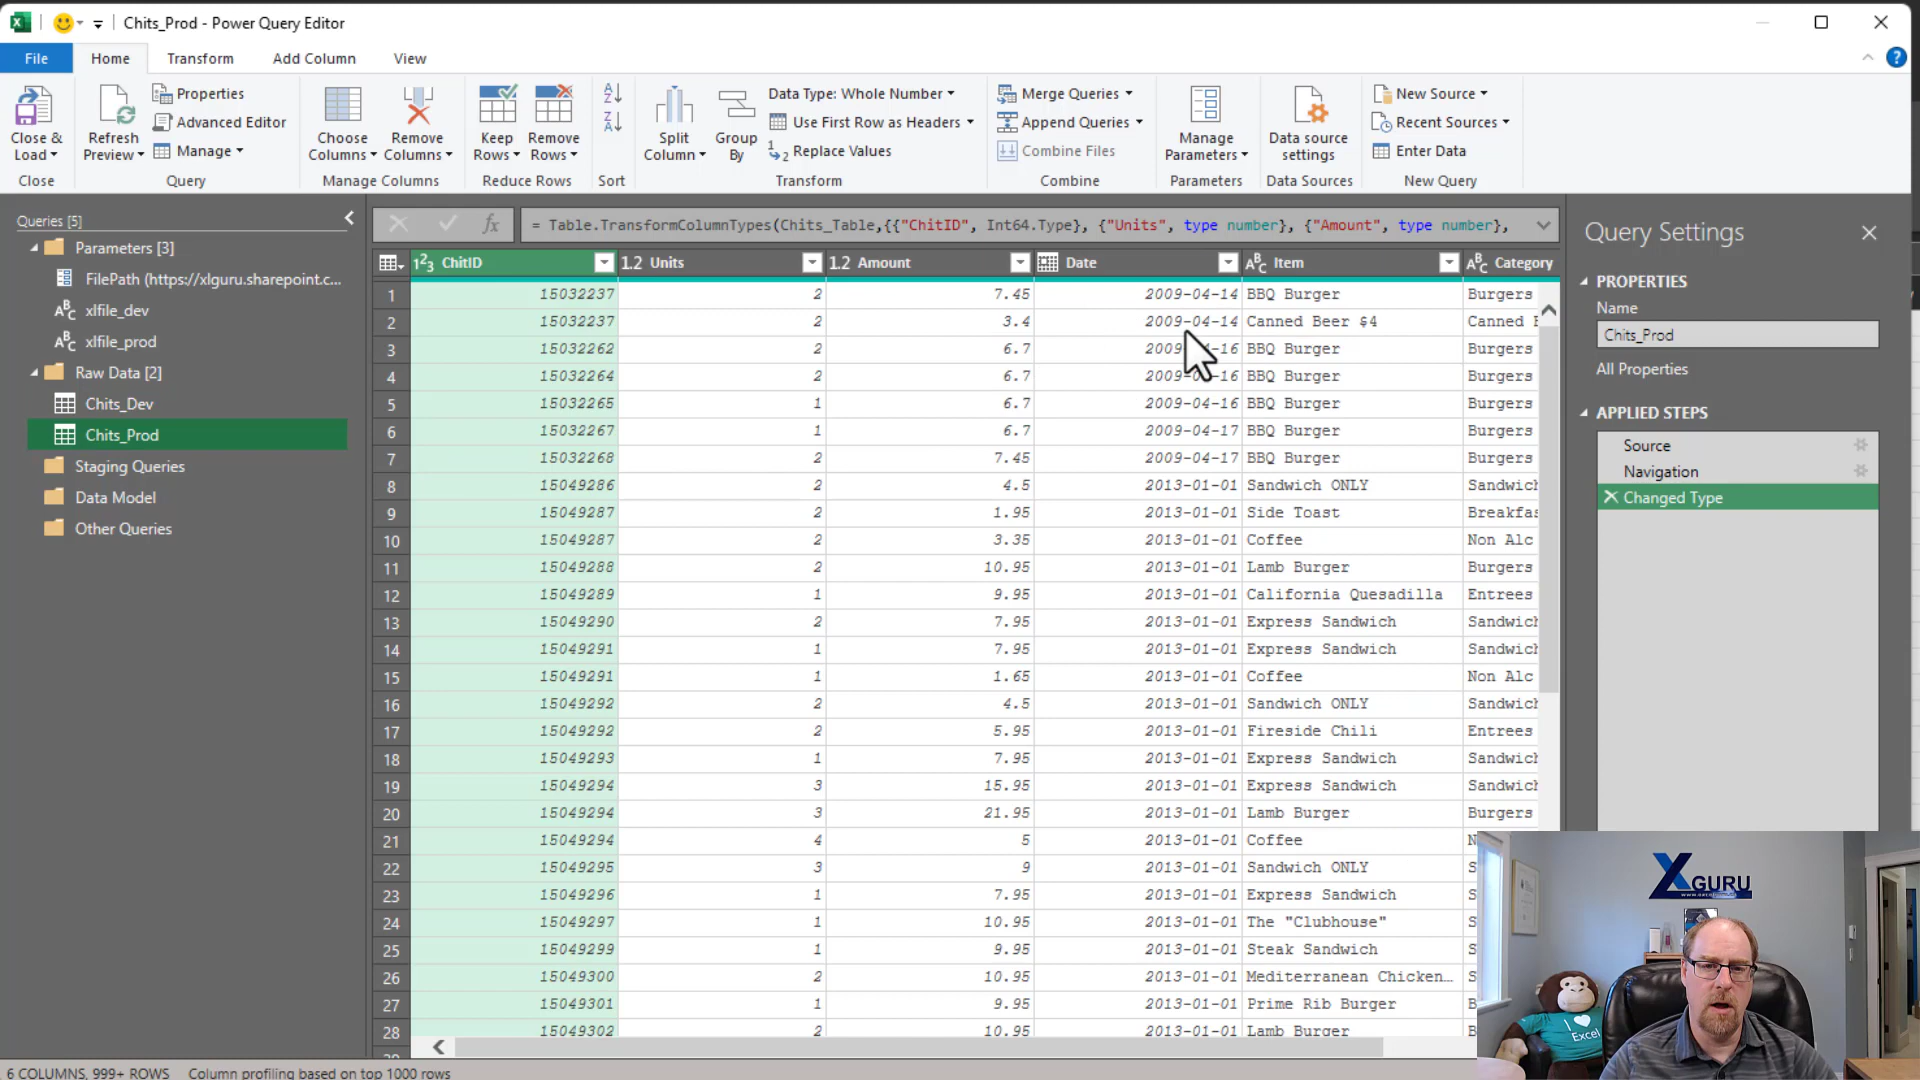 Chits_Prod - Power Query Editor
File Home Transform Add Column View
Close & Load
Refresh Preview
Properties
Advanced Editor
Manage
Choose Columns
Remove Columns
Keep Rows
Remove Rows
Split Column
Group By
Data Type: Whole Number
Use First Row as Headers
Replace Values
Merge Queries
Append Queries
Combine Files
Manage Parameters
Data source settings
New Source
Recent Sources
Enter Data
Close Query Manage Columns Reduce Rows Sort Transform Combine Parameters Data Sources New Query
Queries [5]
Parameters [3]
FilePath (https://xlguru.sharepoint.c...
xlfile_dev
xlfile_prod
Raw Data [2]
Chits_Dev
Chits_Prod
Staging Queries
Data Model
Other Queries
= Table.TransformColumnTypes(Chits_Table,{{"ChitID", Int64.Type}, {"Units", type number}, {"Amount", type number},
ChitID 1.2 Units 1.2 Amount Date Item Category
1 15032237 2 7.45 2009-04-14 BBQ Burger Burgers
2 15032237 2 3.4 2009-04-14 Canned Beer $4 Canned
3 15032262 2 6.7 2009 -16 BBQ Burger Burgers
4 15032264 2 6.7 2009- -16 BBQ Burger Burgers
5 15032265 1 6.7 2009-04-16 BBQ Burger Burgers
6 15032267 1 6.7 2009-04-17 BBQ Burger Burgers
7 15032268 2 7.45 2009-04-17 BBQ Burger Burgers
8 15049286 2 4.5 2013-01-01 Sandwich ONLY Sandwich
9 15049287 2 1.95 2013-01-01 Side Toast Breakfas
10 15049287 2 3.35 2013-01-01 Coffee Non Alc
11 15049288 2 10.95 2013-01-01 Lamb Burger Burgers
12 15049289 1 9.95 2013-01-01 California Quesadilla Entrees
13 15049290 2 7.95 2013-01-01 Express Sandwich Sandwich
14 15049291 1 7.95 2013-01-01 Express Sandwich Sandwich
15 15049291 1 1.65 2013-01-01 Coffee Non Alc
16 15049292 2 4.5 2013-01-01 Sandwich ONLY Sandwich
17 15049292 2 5.95 2013-01-01 Fireside Chili Entrees
18 15049293 1 7.95 2013-01-01 Express Sandwich Sandwich
19 15049294 3 15.95 2013-01-01 Express Sandwich Sandwich
20 15049294 3 21.95 2013-01-01 Lamb Burger Burgers
21 15049294 4 5 2013-01-01 Coffee N
22 15049295 3 9 2013-01-01 Sandwich ONLY S
23 15049296 1 7.95 2013-01-01 Express Sandwich S
24 15049297 1 10.95 2013-01-01 The "Clubhouse" S
25 15049299 1 9.95 2013-01-01 Steak Sandwich S
26 15049300 2 10.95 2013-01-01 Mediterranean Chicken... S
27 15049301 1 9.95 2013-01-01 Prime Rib Burger B
28 15049302 2 10.95 2013-01-01 Lamb Burger B
Query Settings
PROPERTIES
Name
Chits_Prod
All Properties
APPLIED STEPS
Source
Navigation
Changed Type
XGURU
I
Excel
6 COLUMNS, 999+ ROWS Column profiling based on top 1000 rows